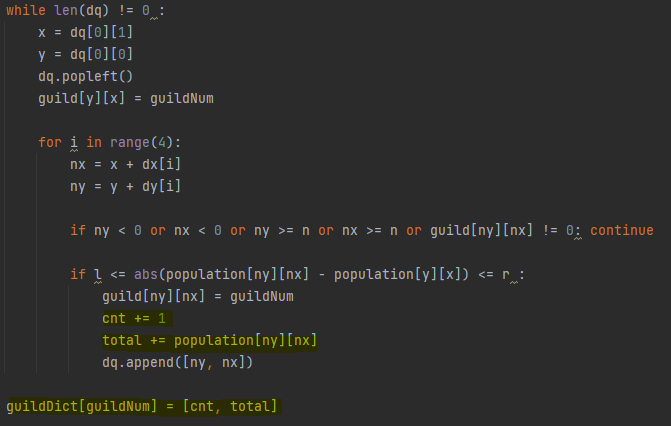 while len(dq) != 0 :
    x = dq[0][1]
    y = dq[0][0]
    dq.popleft()
    guild[y][x] = guildNum

    for i in range(4):
        nx = x + dx[i]
        ny = y + dy[i]

        if ny < 0 or nx < 0 or ny >= n or nx >= n or guild[ny][nx] != 0: continue

        if l <= abs(population[ny][nx] - population[y][x]) <= r :
            guild[ny][nx] = guildNum
            cnt += 1
            total += population[ny][nx]
            dq.append([ny, nx])

guildDict[guildNum] = [cnt, total]